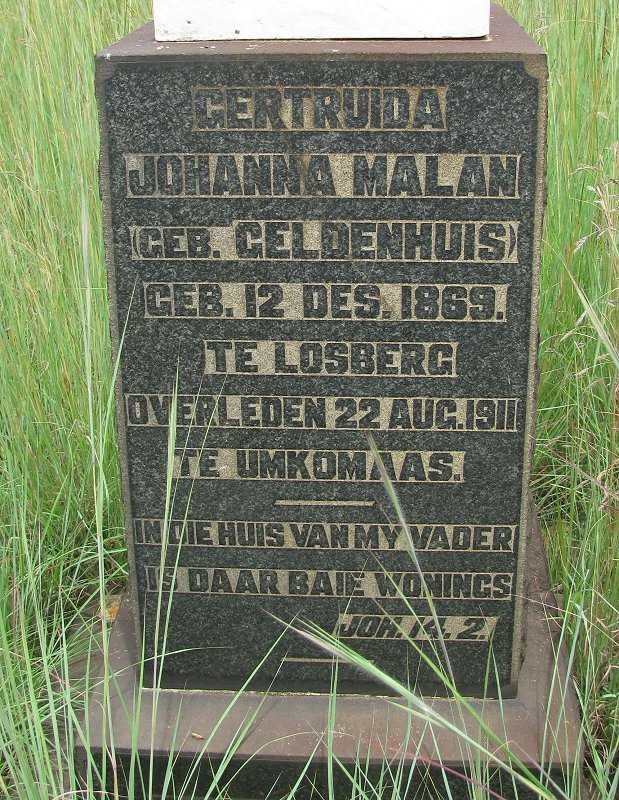 GERTRUIDA
JOHANNA MALAN
(GEB. GELDENHUIS)
GEB. 12 DES. 1869.
TE LOSBERG
OVERLEDEN 22 AUG. 1911
TE UMKOMAAS.
IN DIE HUIS VAN MY VADER
IS DAAR BAIE WONINGS
JOH. 14. 2.